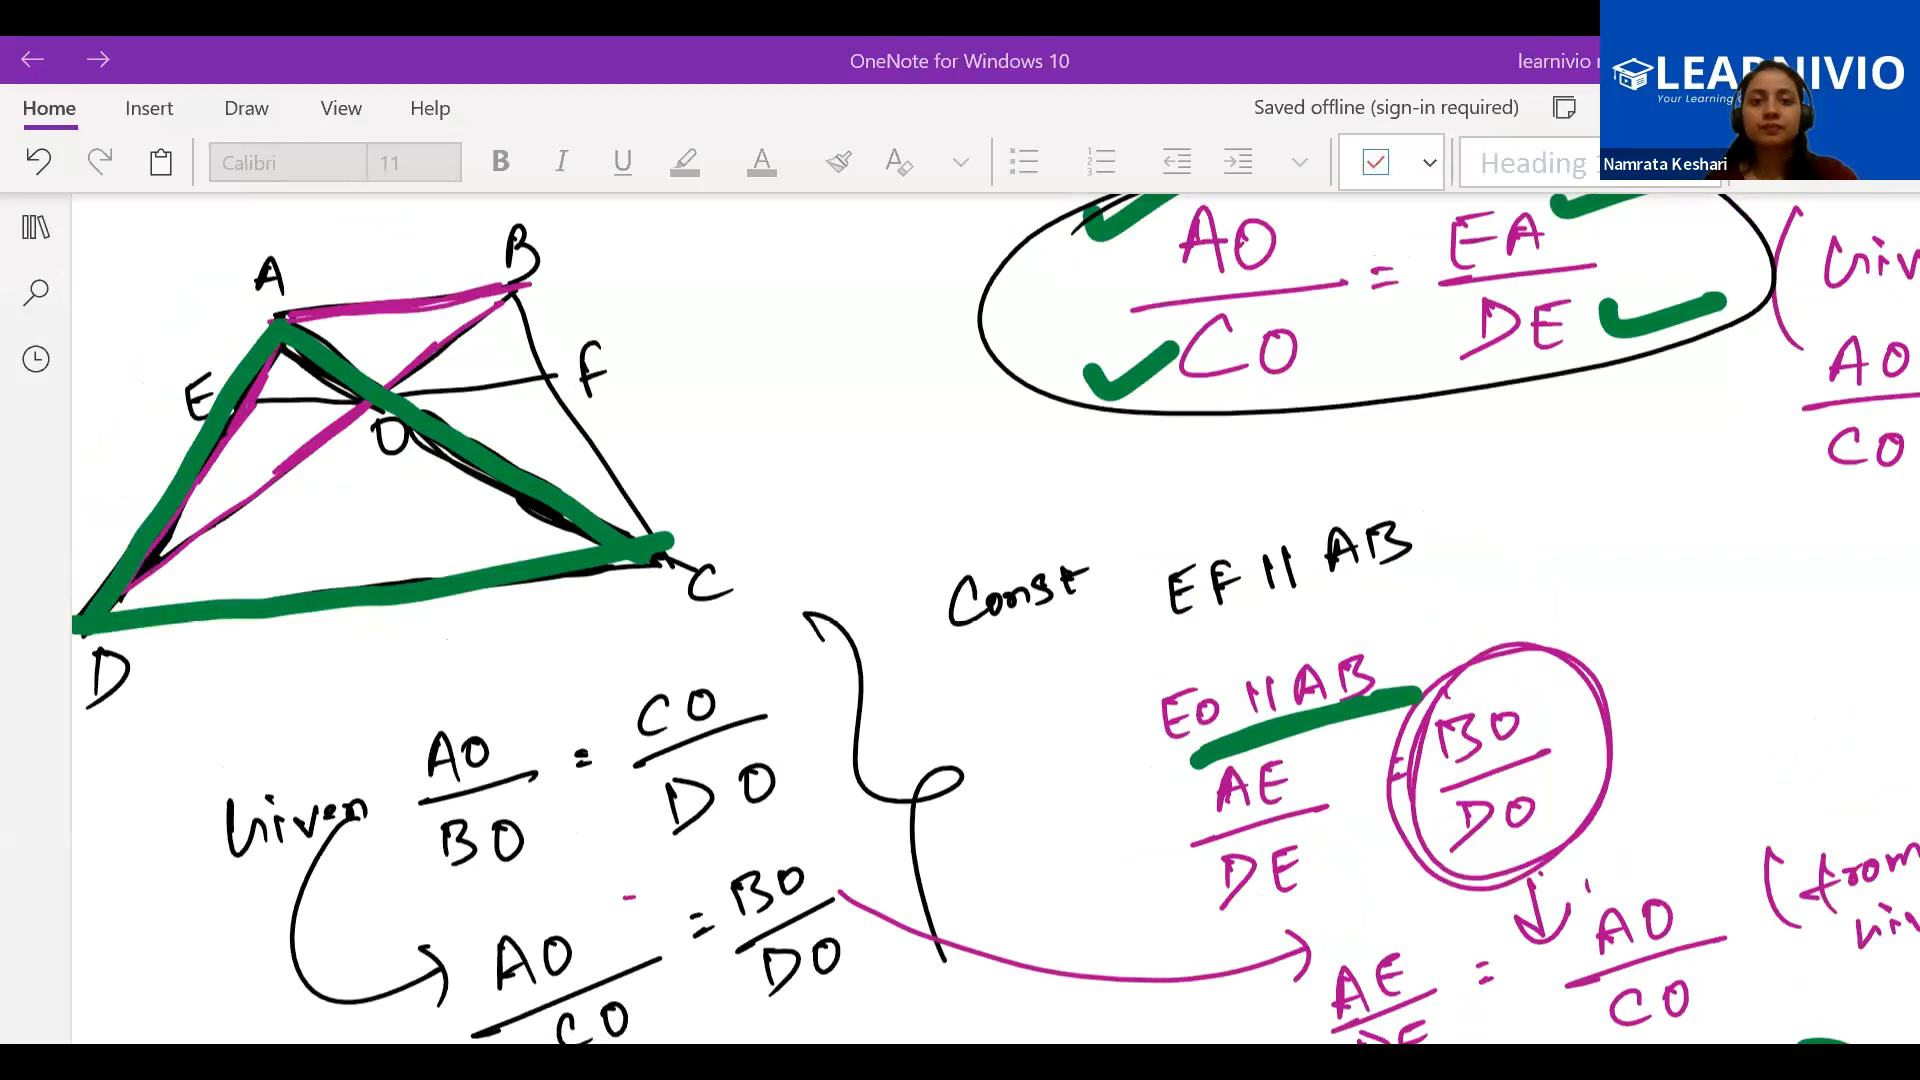 OneNote for Windows 10
learnivio
LEARNIVIO
Your Learning
Namrata Keshari
Home Insert Draw View Help
Saved offline (sign-in required)
Calibri 11 B I U A A Heading
A B E F O D C
AO/CO = EA/DE
AO/CO
Const EF || AB
EO || AB
AE/DE = BO/DO
Given AO/BO = CO/DO
AO/CO = BO/DO
(from
AE/DE = AO/CO